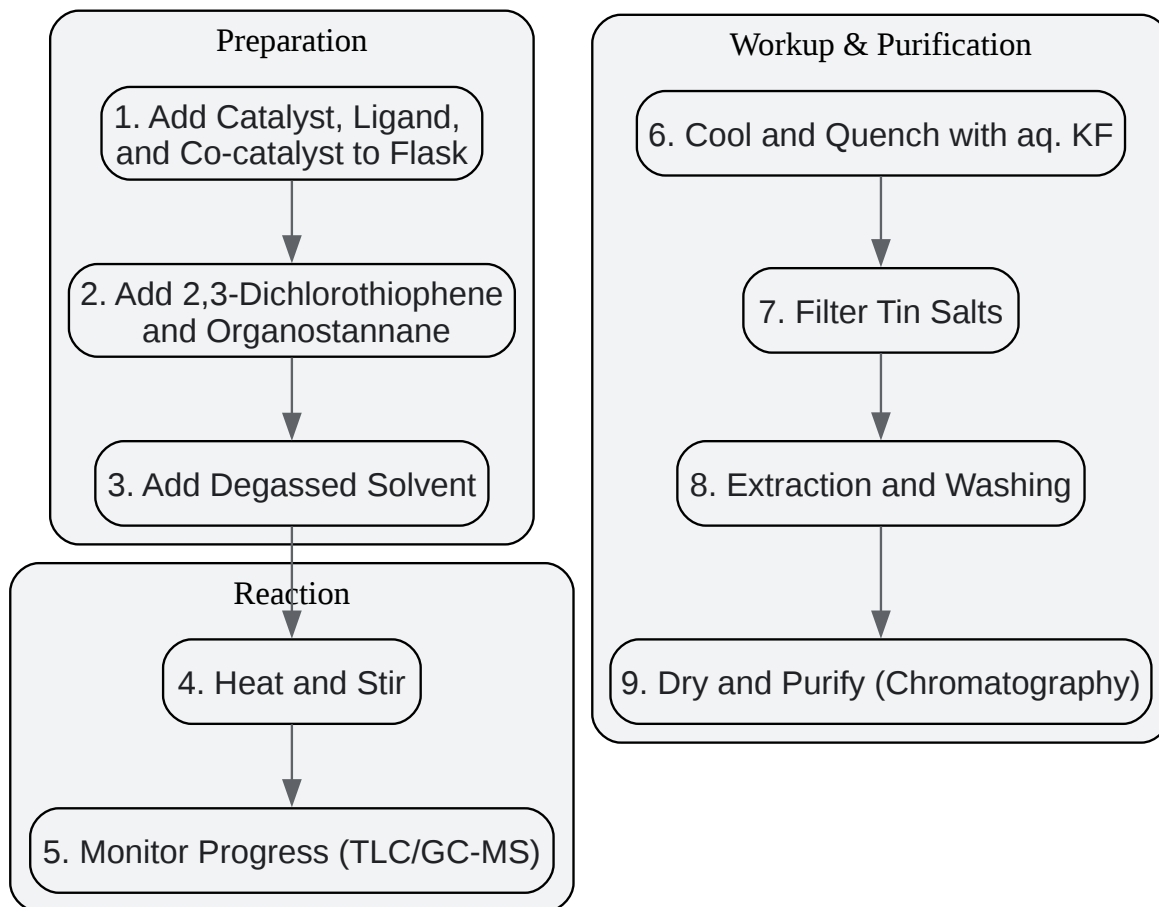 Preparation
1. Add Catalyst, Ligand,
and Co-catalyst to Flask
2. Add 2,3-Dichlorothiophene
and Organostannane
3. Add Degassed Solvent
Reaction
4. Heat and Stir
5. Monitor Progress (TLC/GC-MS)
Workup & Purification
6. Cool and Quench with aq. KF
7. Filter Tin Salts
8. Extraction and Washing
9. Dry and Purify (Chromatography)